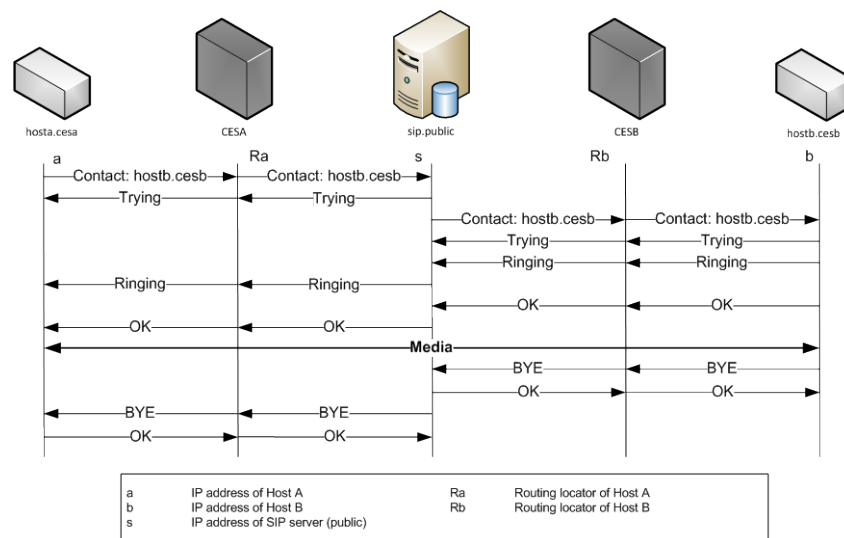 hosta.cesa CESA sip.public CESB hostb.cesb
a Ra s Rb b
Contact: hostb.cesb Contact: hostb.cesb
Trying Trying
Contact: hostb.cesb Contact: hostb.cesb
Trying Trying
Ringing Ringing
Ringing Ringing
OK OK
OK OK
Media
BYE BYE
OK OK
BYE BYE
OK OK
a IP address of Host A Ra Routing locator of Host A
b IP address of Host B Rb Routing locator of Host B
s IP address of SIP server (public)